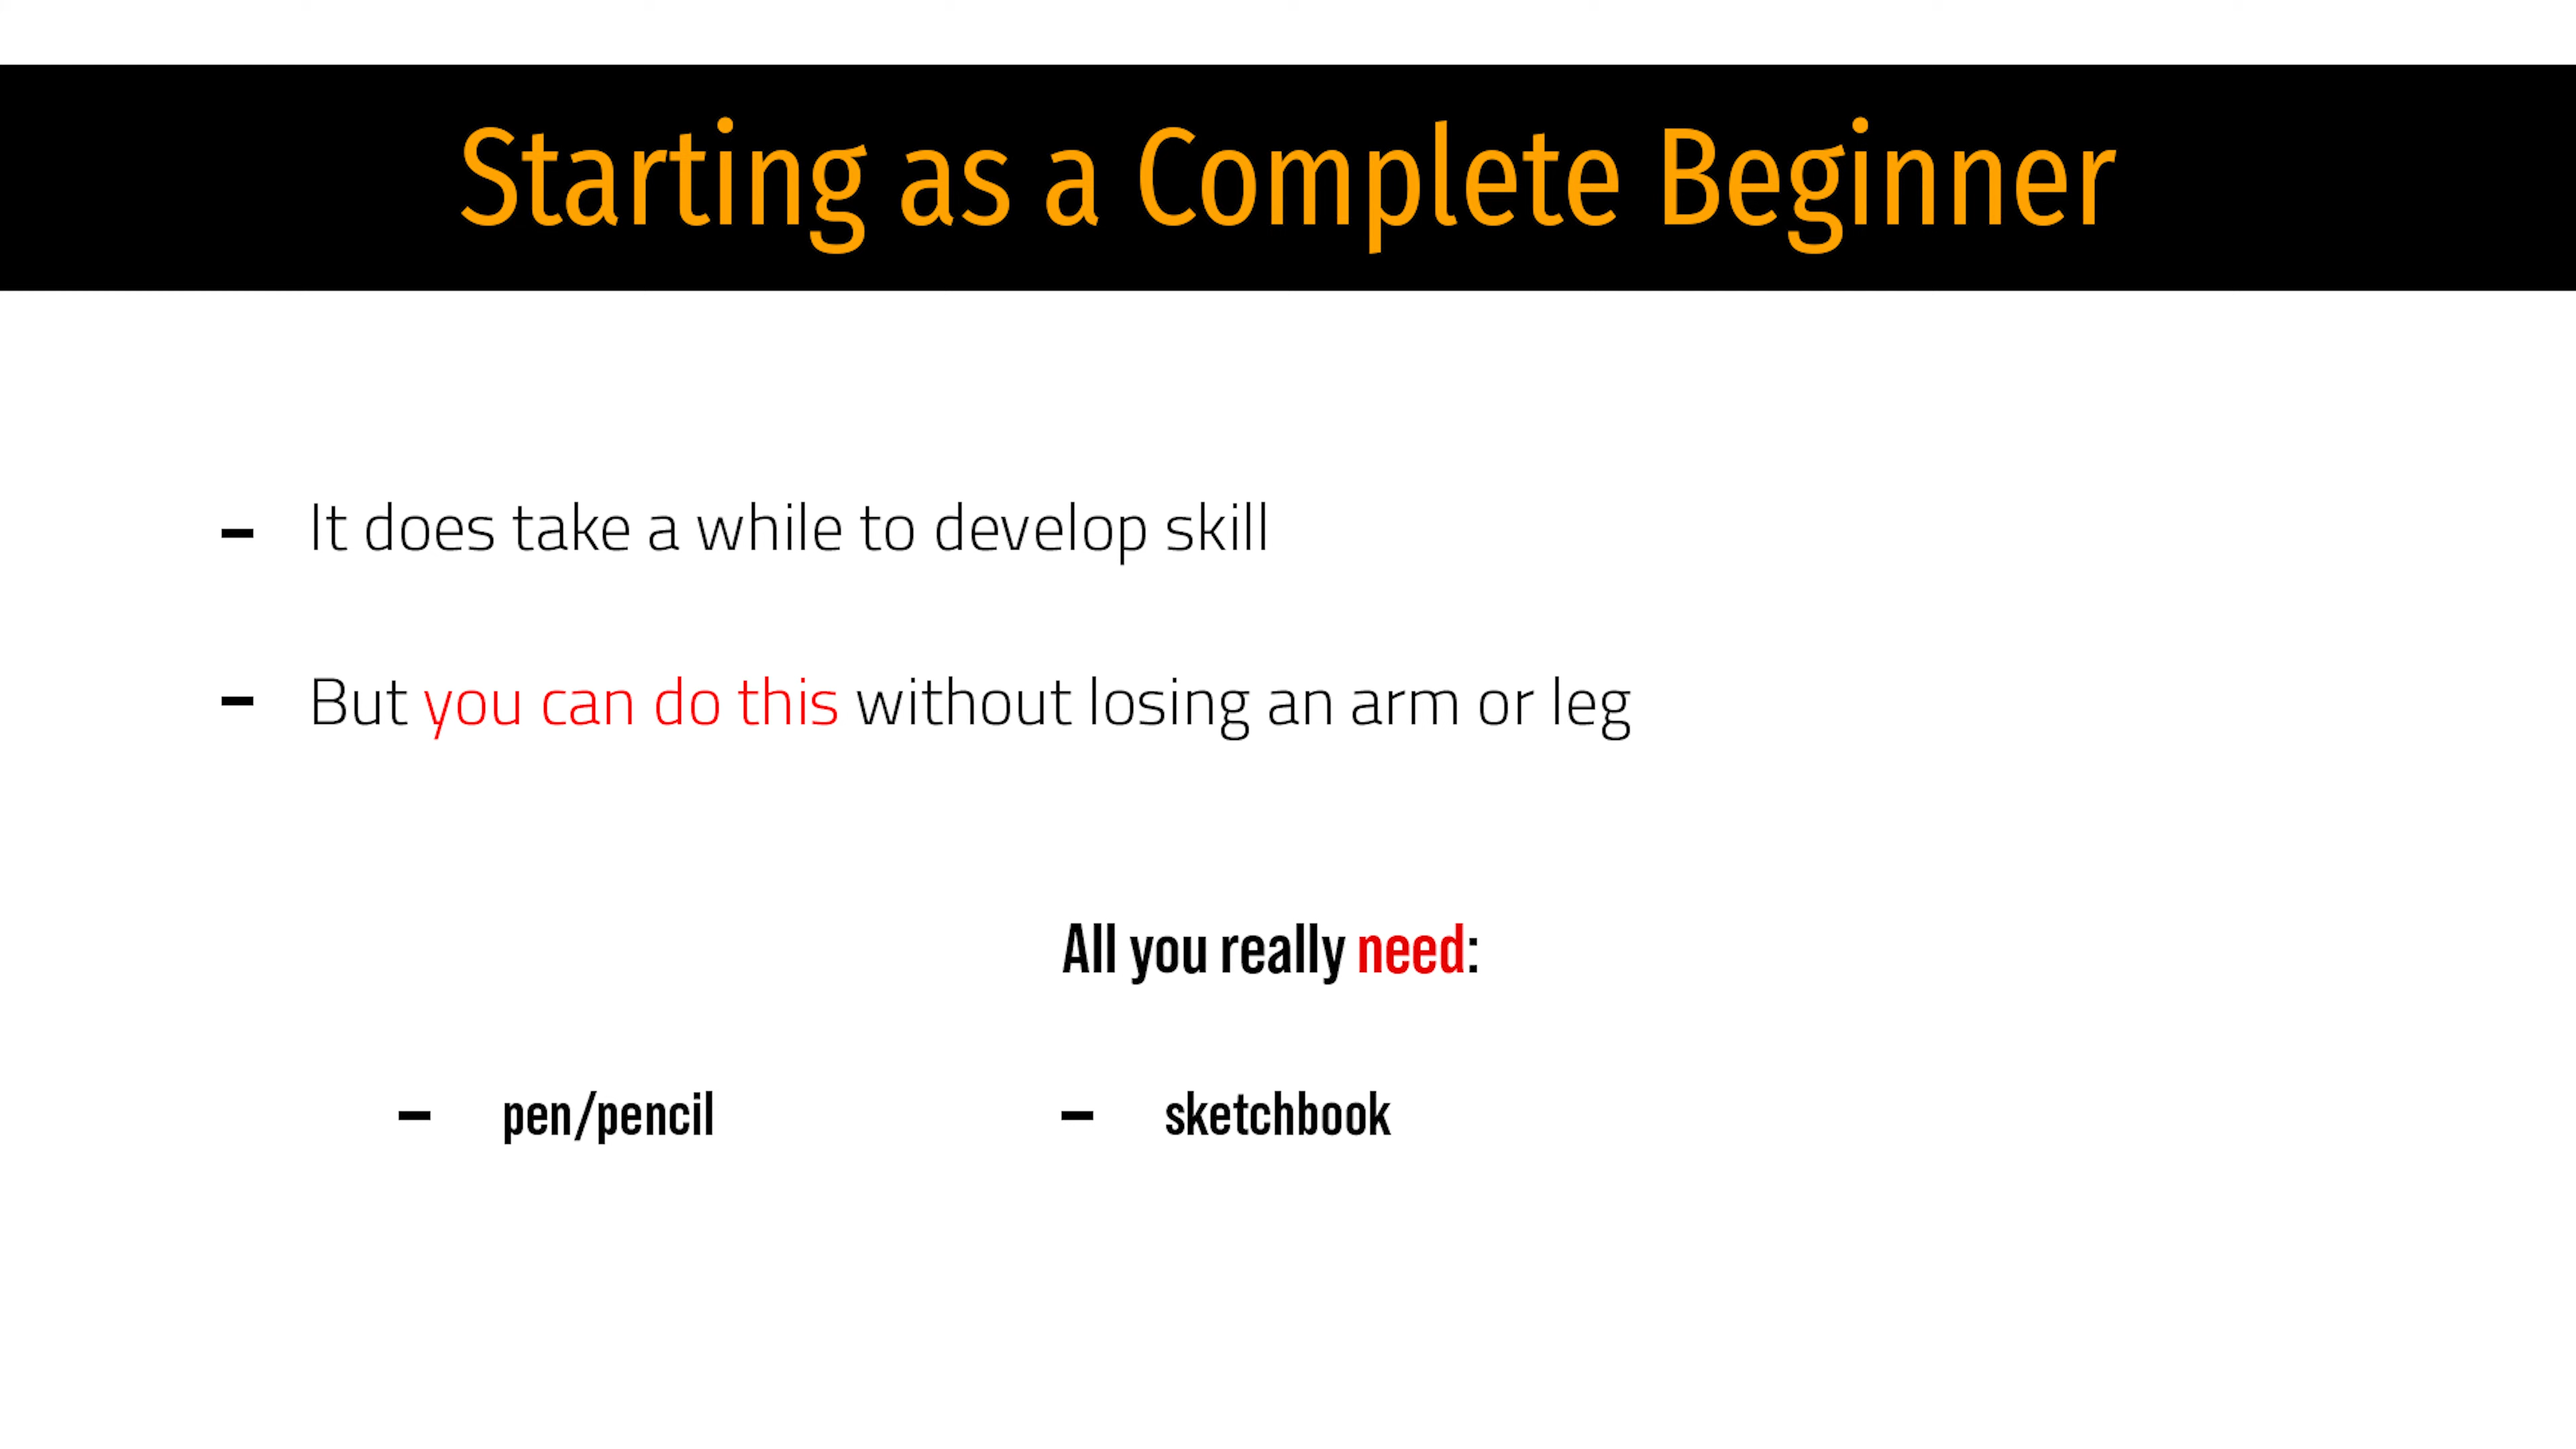 Starting as a Complete Beginner
- It does take a while to develop skill
- But you can do this without losing an arm or leg
All you really need:
- pen/pencil - sketchbook